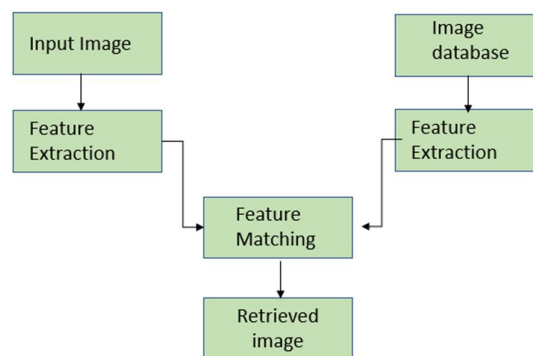 Input Image
Image
database
Feature
Extraction
Feature
Extraction
Feature
Matching
Retrieved
image